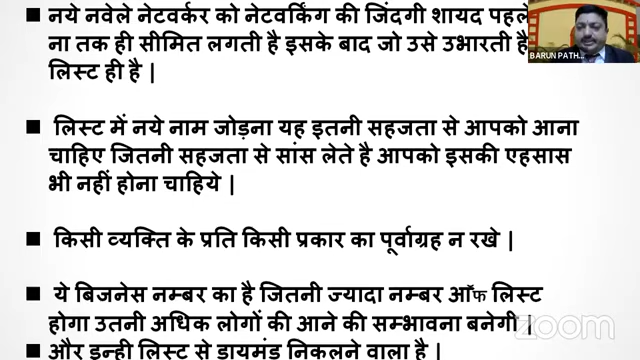 ■ नये नवेले नेटवर्कर को नेटवर्किंग की जिंदगी शायद
ना तक ही सीमित लगती है इसके बाद जो उसे उभारती है
लिस्ट ही है |
■ लिस्ट में नये नाम जोड़ना यह इतनी सहजता से आपको आना
चाहिए जितनी सहजता से सांस लेते है आपको इसकी एहसास
भी नहीं होना चाहिये |
■ किसी व्यक्ति के प्रति किसी प्रकार का पूर्वाग्रह न रखे |
■ ये बिजनेस नम्बर का है जितनी ज्यादा नम्बर ऑफ लिस्ट
होगा उतनी अधिक लोगों की आने की सम्भावना बनेगी |
■ और इन्ही लिस्ट से डायमंड निकलने वाला है |
BARUN PATH...
zoom